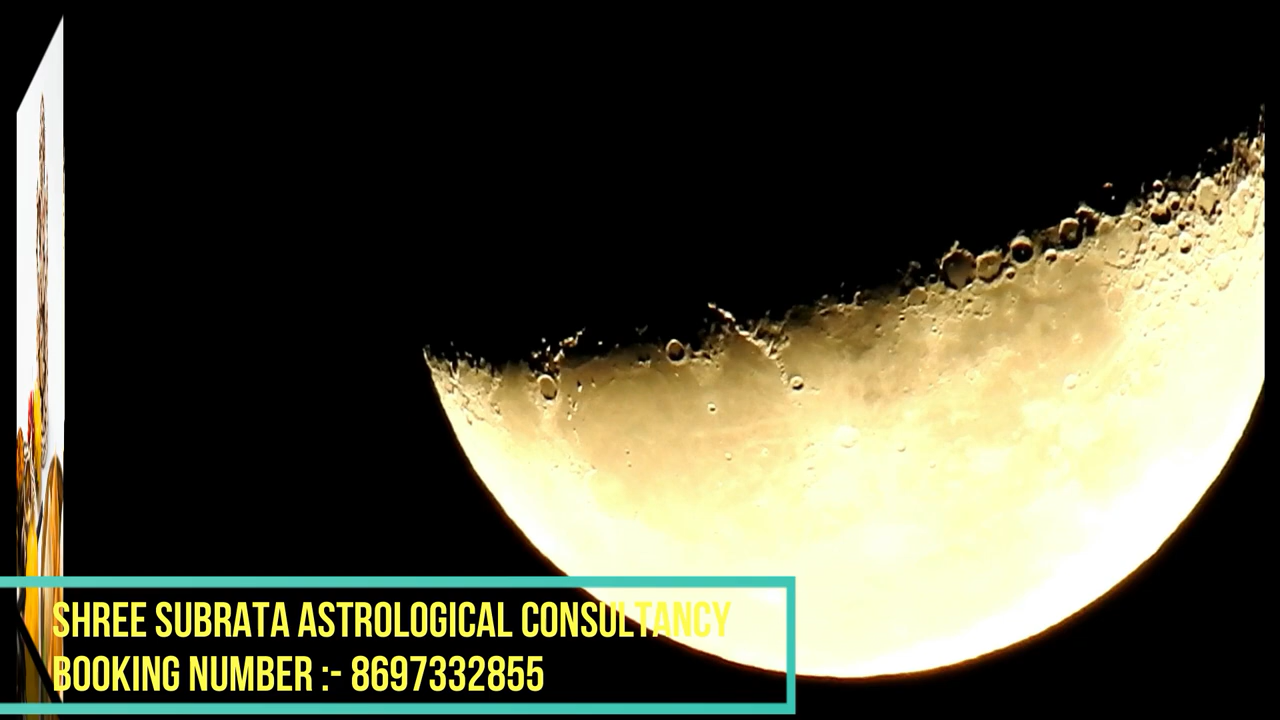 SHREE SUBRATA ASTROLOGICAL CONSULTANCY
BOOKING NUMBER :- 8697332855